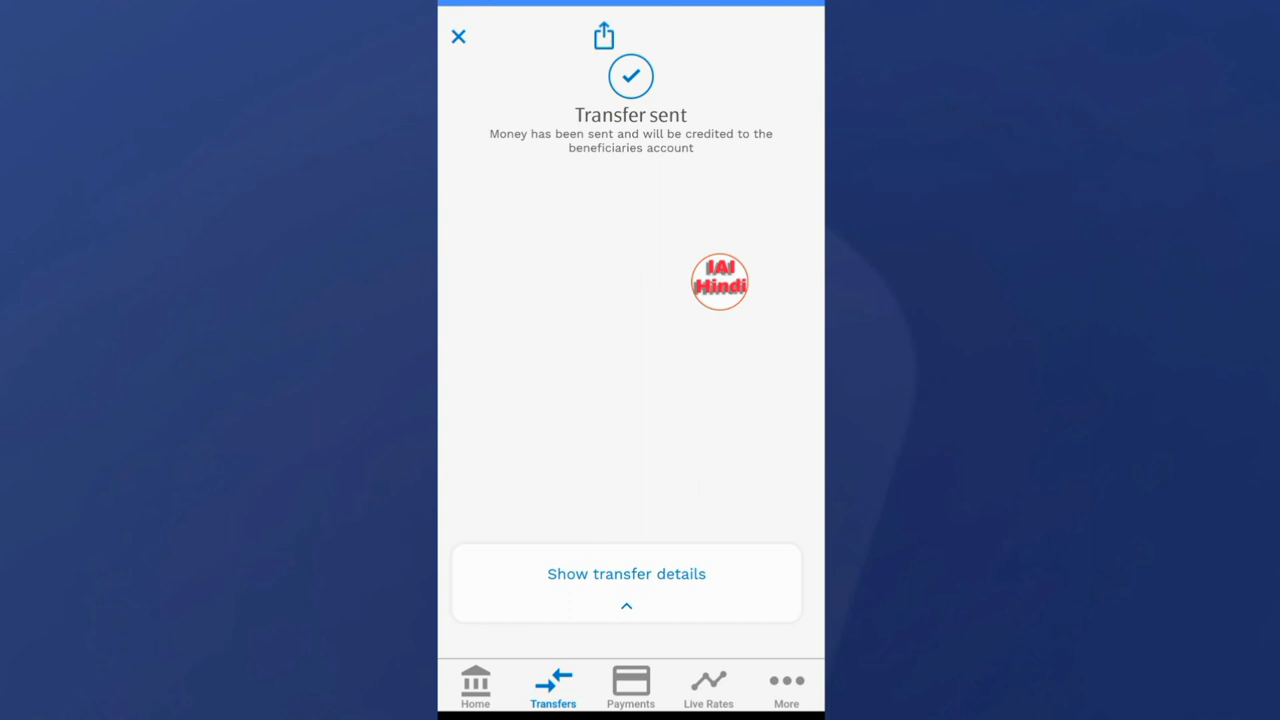 Transfer sent
Money has been sent and will be credited to the
beneficiaries account
IAI
Hindi
Show transfer details
Home
Transfers
Payments
Live Rates
More